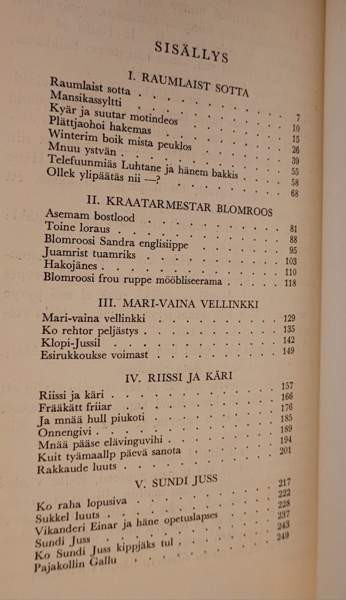 SISÄLLYS
I. RAUMLAIST SOTTA
Raumlaist sotta 7
Mansikassyltti 10
Kyär ja suutar motindeos 15
Plättjaohoi hakemas 26
Winterim boik mista peuklos 39
Mnuu ystvän 55
Telefuunmiäs Luhtane ja hänem bakkis 58
Ollek ylipäätäs nii —? 68
II. KRAATARMESTAR BLOMROOS
Asemam bostlood 81
Toine loraus 88
Blomroosi Sandra englisiippe 95
Juamrist tuamriks 103
Hakojänes 110
Blomroosi frou ruppe mööbliseerama 118
III. MARI-VAINA VELLINKKI
Mari-vaina vellinkki 129
Ko rehtor peljästys 135
Klopi-Jussil 142
Esirukkoukse voimast 149
IV. RIISSI JA KÄRI
Riissi ja käri 157
Frääkätt friiar 166
Ja mnää hull piukoti 176
Onnengivi 185
Mnää pääse elävinguvihi 189
Kuit tyämaallp päevä sanota 194
Rakkaude luuts 201
V. SUNDI JUSS
Ko raha lopusiva 217
Sukkel luuts 222
Vikanderi Einar ja häne opetuslapses 228
Sundi Juss 237
Ko Sundi Juss kippjäks tul 243
Pajakollin Gallu 249